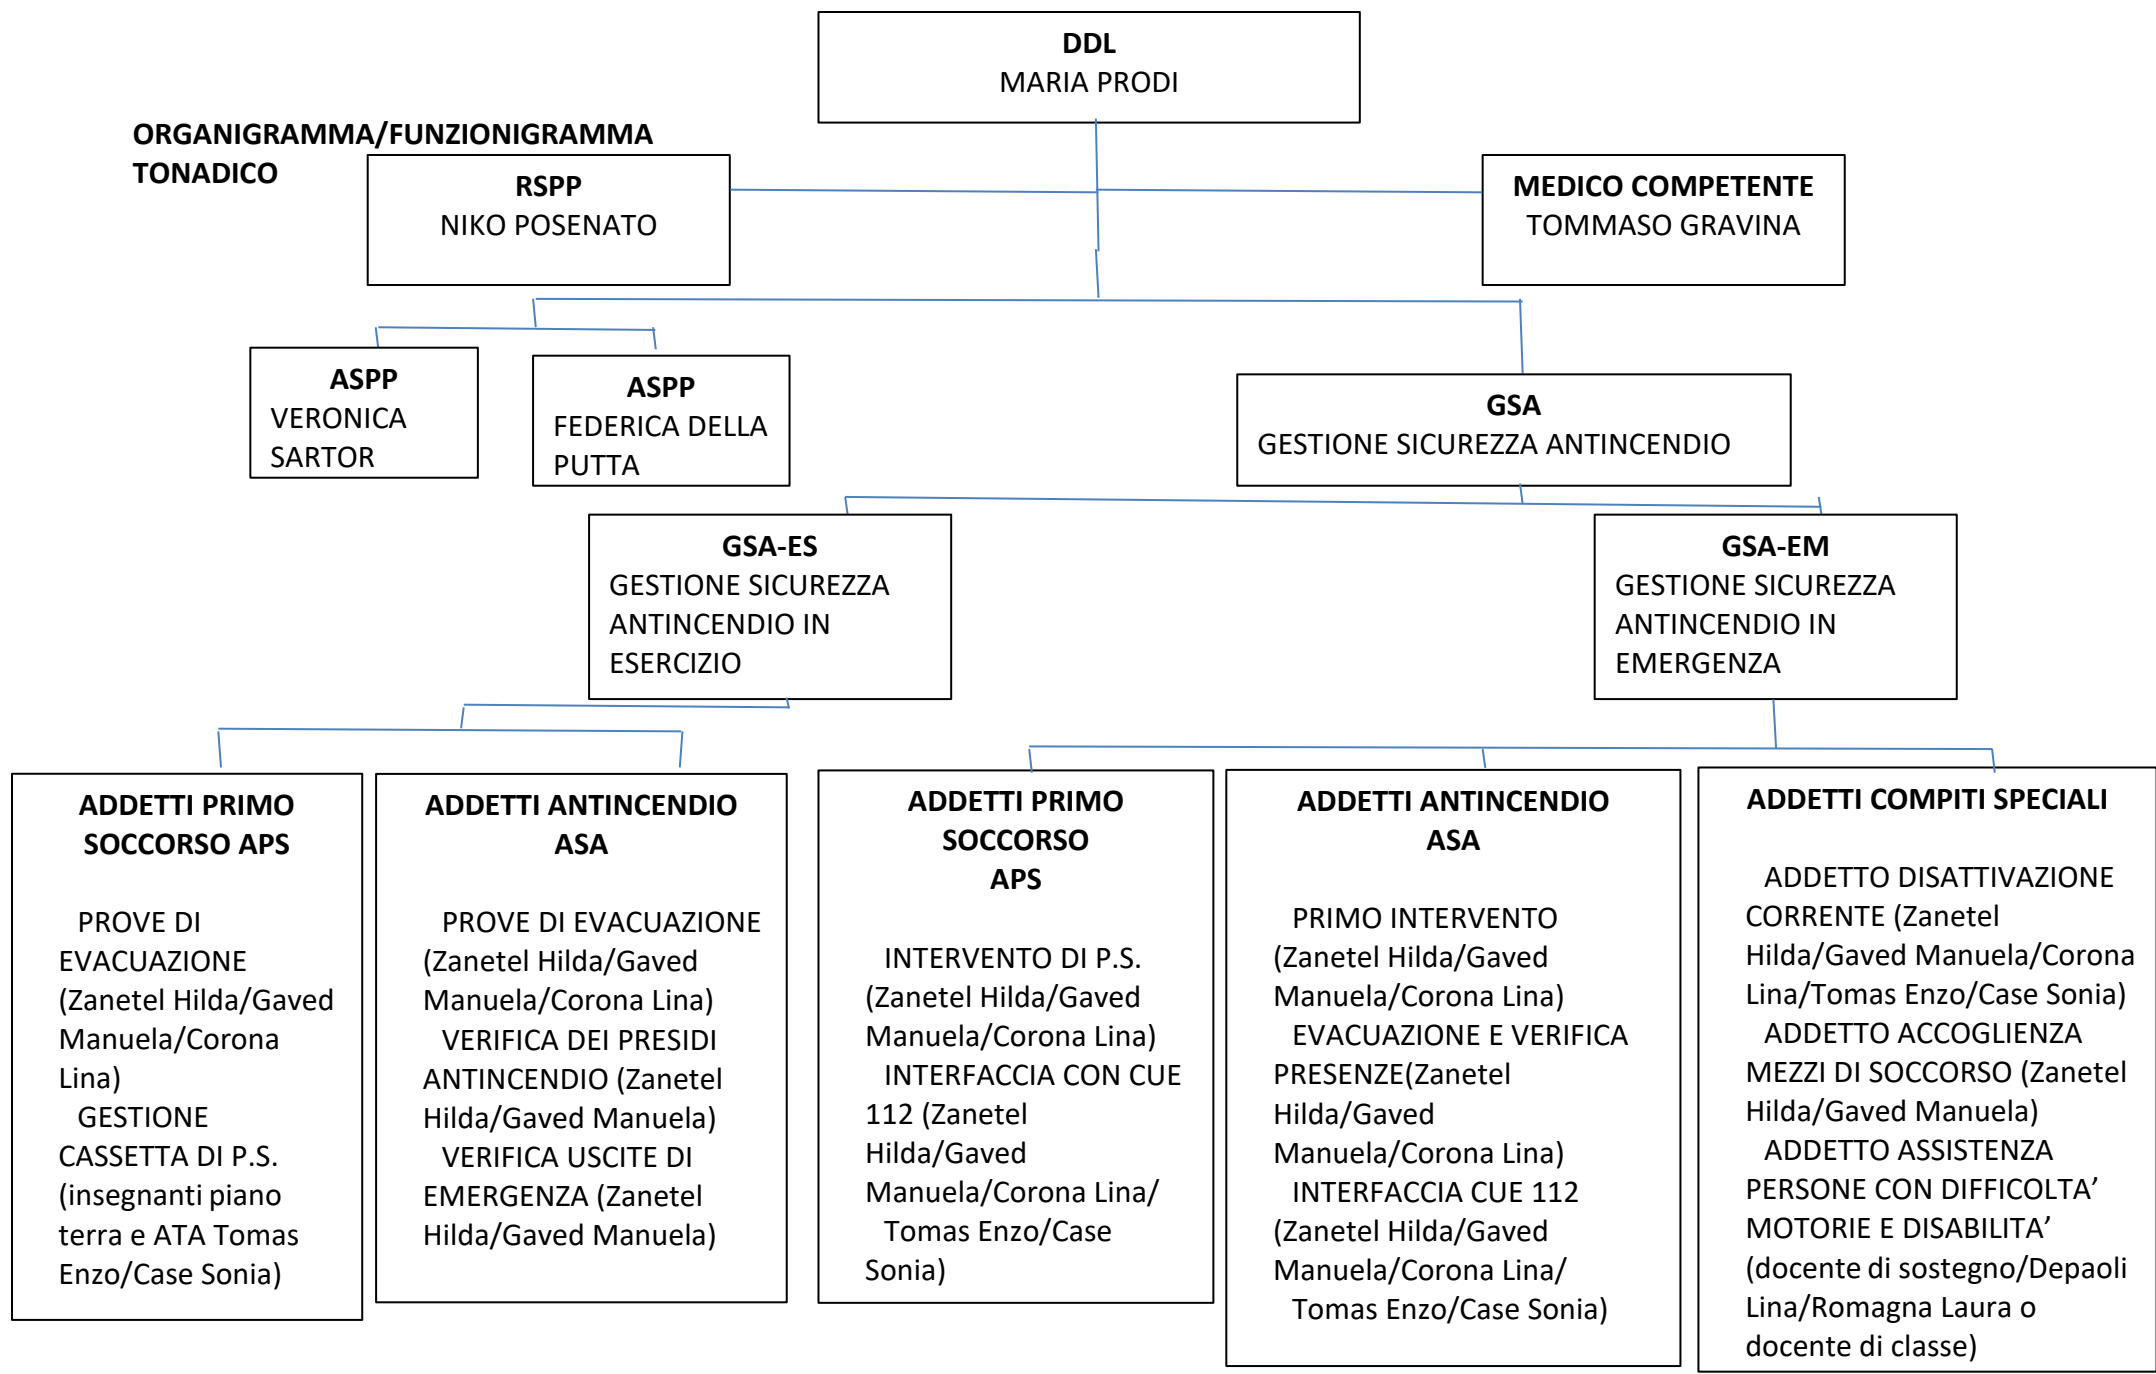 DDL
MARIA PRODI
ORGANIGRAMMA/FUNZIONIGRAMMA
TONADICO
RSPP
NIKO POSENATO
MEDICO COMPETENTE
TOMMASO GRAVINA
ASPP
VERONICA
SARTOR
ASPP
FEDERICA DELLA
PUTTA
GSA
GESTIONE SICUREZZA ANTINCENDIO
GSA-ES
GESTIONE SICUREZZA
ANTINCENDIO IN
ESERCIZIO
GSA-EM
GESTIONE SICUREZZA
ANTINCENDIO IN
EMERGENZA
ADDETTI PRIMO
SOCCORSO APS
PROVE DI
EVACUAZIONE
(Zanetel Hilda/Gaved
Manuela/Corona
Lina)
GESTIONE
CASSETTA DI P.S.
(insegnanti piano
terra e ATA Tomas
Enzo/Case Sonia)
ADDETTI ANTINCENDIO
ASA
PROVE DI EVACUAZIONE
(Zanetel Hilda/Gaved
Manuela/Corona Lina)
VERIFICA DEI PRESIDI
ANTINCENDIO (Zanetel
Hilda/Gaved Manuela)
VERIFICA USCITE DI
EMERGENZA (Zanetel
Hilda/Gaved Manuela)
ADDETTI PRIMO
SOCCORSO
APS
INTERVENTO DI P.S.
(Zanetel Hilda/Gaved
Manuela/Corona Lina)
INTERFACCIA CON CUE
112 (Zanetel
Hilda/Gaved
Manuela/Corona Lina/
Tomas Enzo/Case
Sonia)
ADDETTI ANTINCENDIO
ASA
PRIMO INTERVENTO
(Zanetel Hilda/Gaved
Manuela/Corona Lina)
EVACUAZIONE E VERIFICA
PRESENZE(Zanetel
Hilda/Gaved
Manuela/Corona Lina)
INTERFACCIA CUE 112
(Zanetel Hilda/Gaved
Manuela/Corona Lina/
Tomas Enzo/Case Sonia)
ADDETTI COMPITI SPECIALI
ADDETTO DISATTIVAZIONE
CORRENTE (Zanetel
Hilda/Gaved Manuela/Corona
Lina/Tomas Enzo/Case Sonia)
ADDETTO ACCOGLIENZA
MEZZI DI SOCCORSO (Zanetel
Hilda/Gaved Manuela)
ADDETTO ASSISTENZA
PERSONE CON DIFFICOLTA’
MOTORIE E DISABILITA’
(docente di sostegno/Depaoli
Lina/Romagna Laura o
docente di classe)